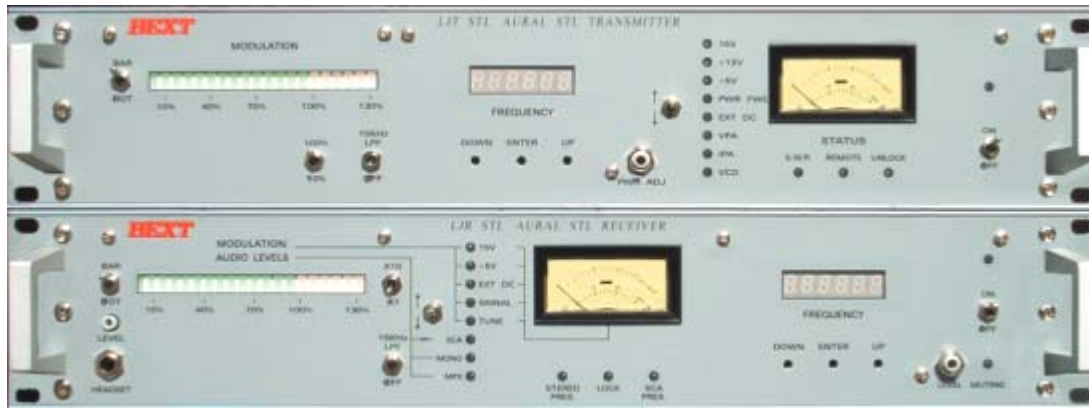 BEXT
LJT STL AURAL STL TRANSMITTER
MODULATION
BAR
DOT
10% 40% 70% 100% 130%
FREQUENCY
DOWN ENTER UP
100%
15KHz
LPF
OFF
PWR ADJ
15V
+12V
+5V
PWR FWD
EXT DC
VPA
IPA
VCO
STATUS
S.W.R. REMOTE UNLOCK
ON
OFF
BEXT
LJR STL AURAL STL RECEIVER
MODULATION
AUDIO LEVELS
BAR
DOT
10% 40% 70% 100% 130%
LEVEL
HEADSET
X10
X1
15KHz
LPF
OFF
15V
+5V
EXT DC
SIGNAL
TUNE
SCA
MONO
MPX
STEREO
PRES.
LOCK
SCA
PRES
FREQUENCY
DOWN ENTER UP
ON
OFF
LEVEL MUTING